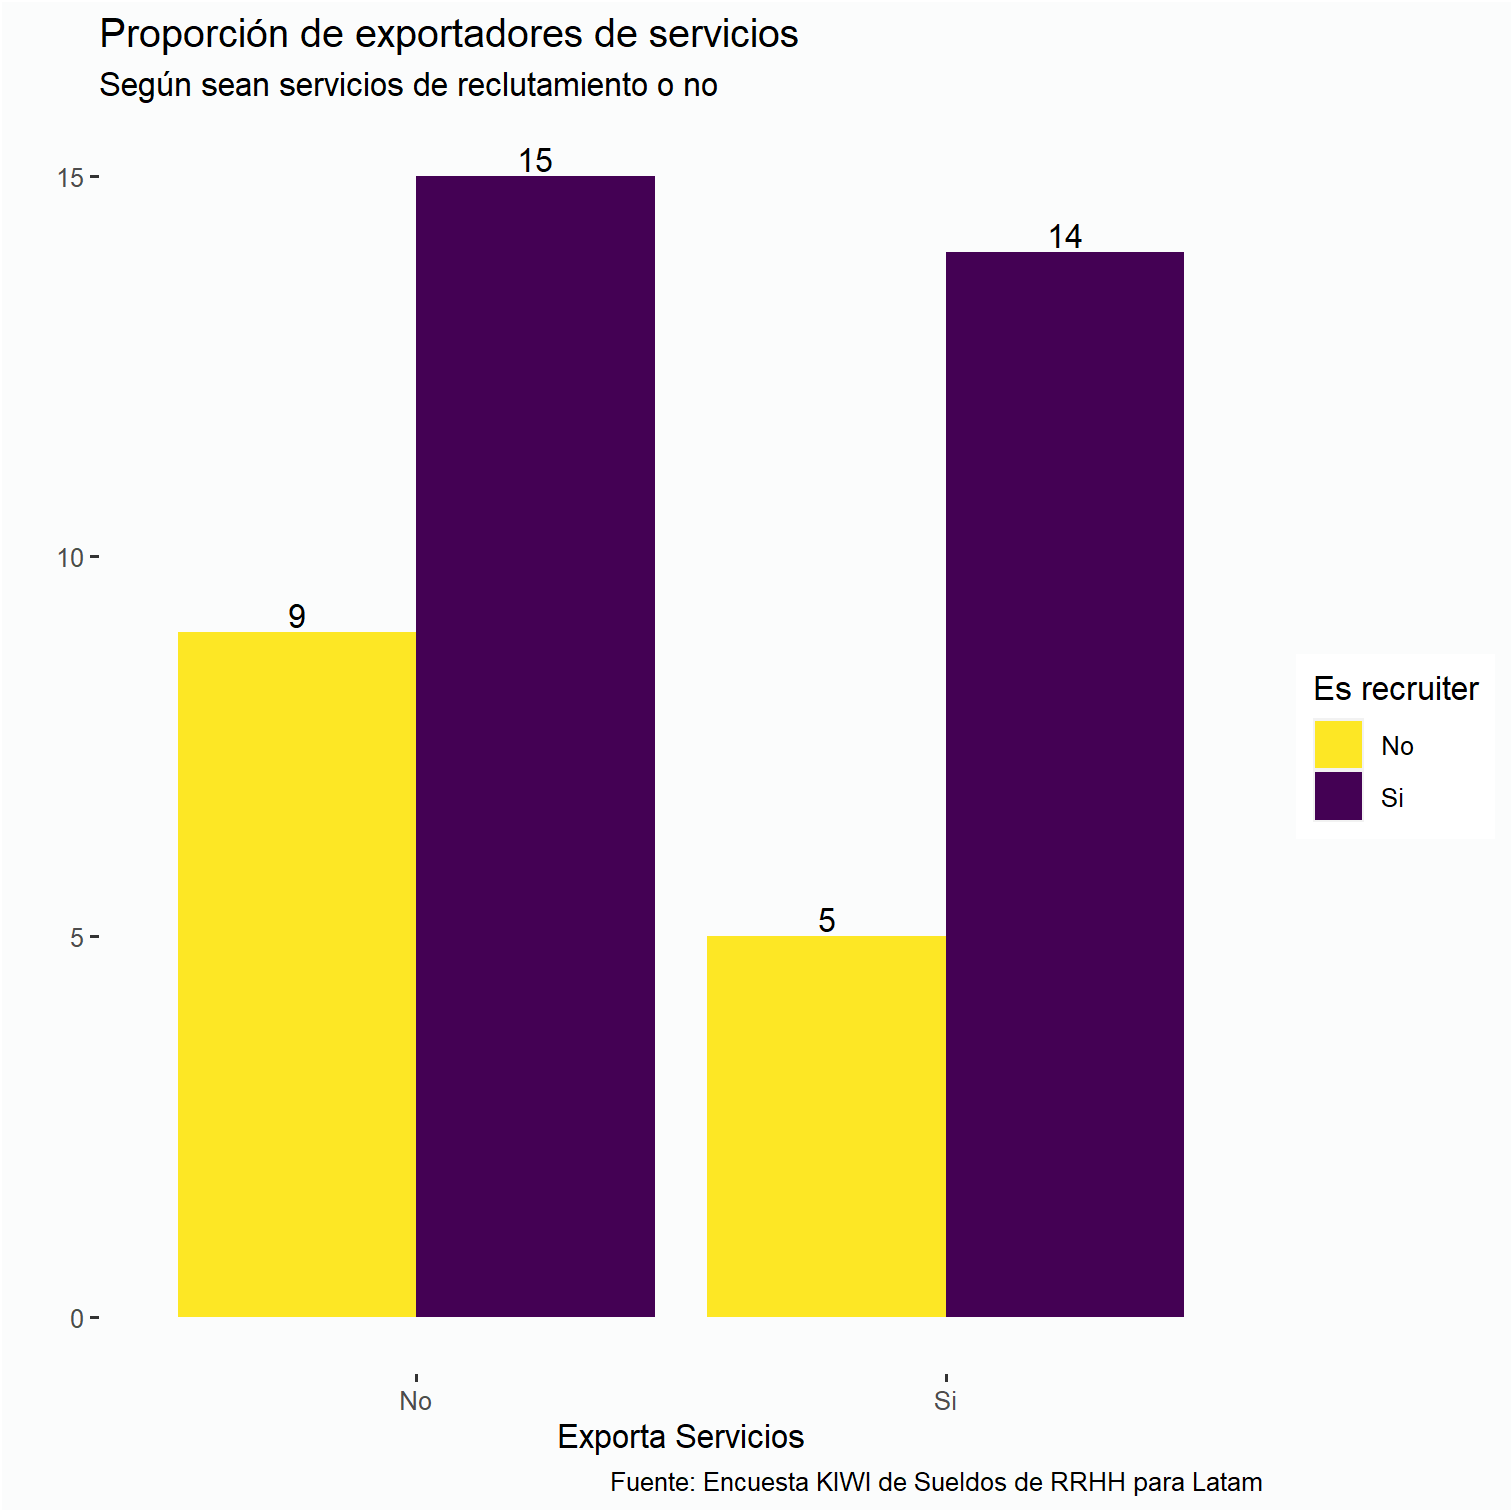 Proporción de exportadores de servicios
Según sean servicios de reclutamiento o no
15
10
5
0
9
15
5
14
No
Si
Exporta Servicios
Es recruiter
No
Si
Fuente: Encuesta KIWI de Sueldos de RRHH para Latam